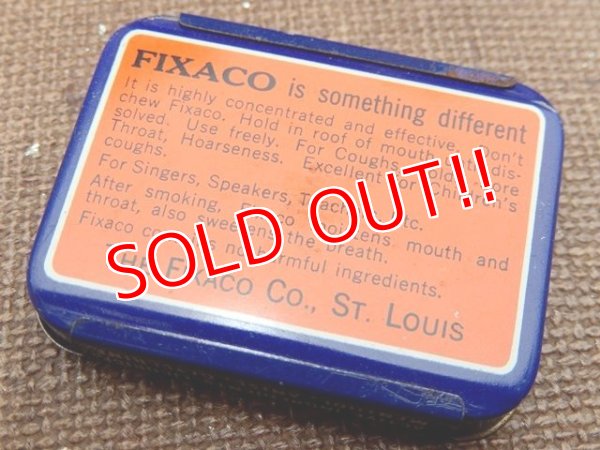 FIXACO is something different
It is highly concentrated and effective. Don't
chew Fixaco. Hold in roof of mouth until dis-
solved. Use freely. For Coughs, Colds, Sore
Throat, Hoarseness. Excellent for Children's
coughs.
For Singers, Speakers, Teachers, etc.
After smoking, Fixaco moistens mouth and
throat, also sweetens the breath.
Fixaco contains no harmful ingredients.
THE FIXACO CO., ST. LOUIS
SOLD OUT!!